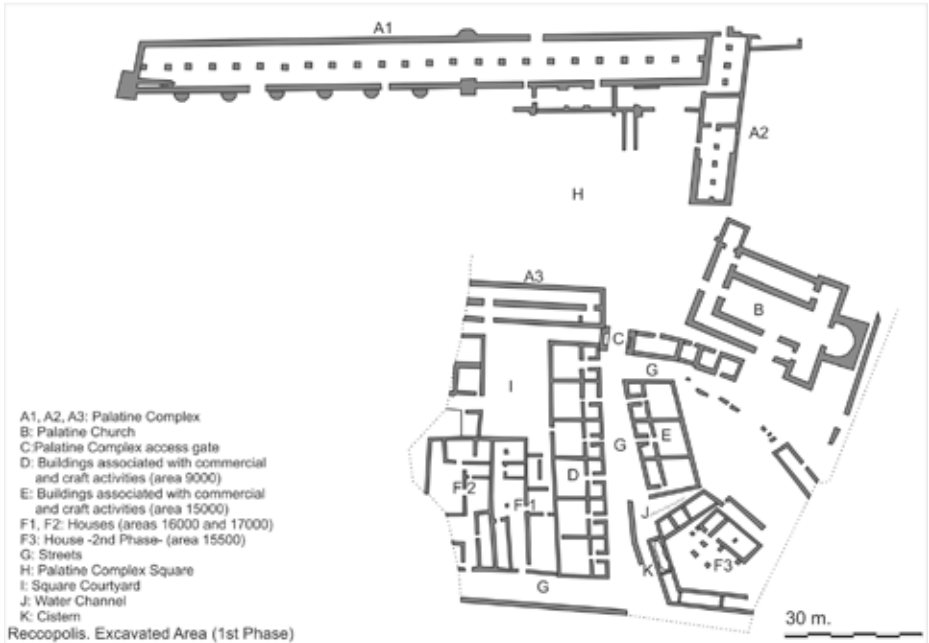 A1
A2
H
A3
B
C
G
I
E
G
D
F2
F1
J
F3
K
G
A1, A2, A3: Palatine Complex
B: Palatine Church
C:Palatine Complex access gate
D: Buildings associated with commercial
and craft activities (area 9000)
E: Buildings associated with commercial
and craft activities (area 15000)
F1, F2: Houses (areas 16000 and 17000)
F3: House -2nd Phase- (area 15500)
G: Streets
H: Palatine Complex Square
I: Square Courtyard
J: Water Channel
K: Cistern
Reccopolis. Excavated Area (1st Phase)
30 m.